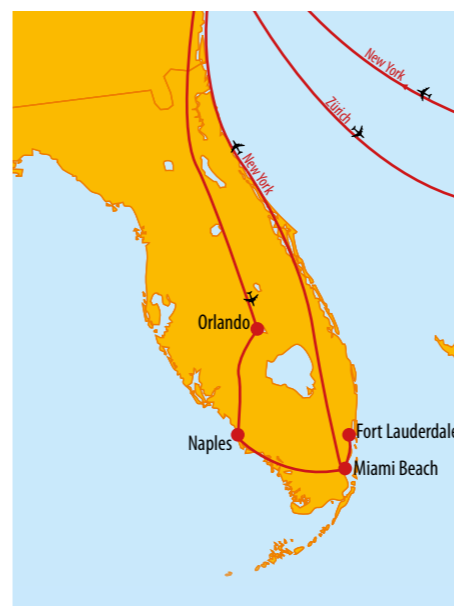 New York
Zürich
New York
Orlando
Naples
Fort Lauderdale
Miami Beach